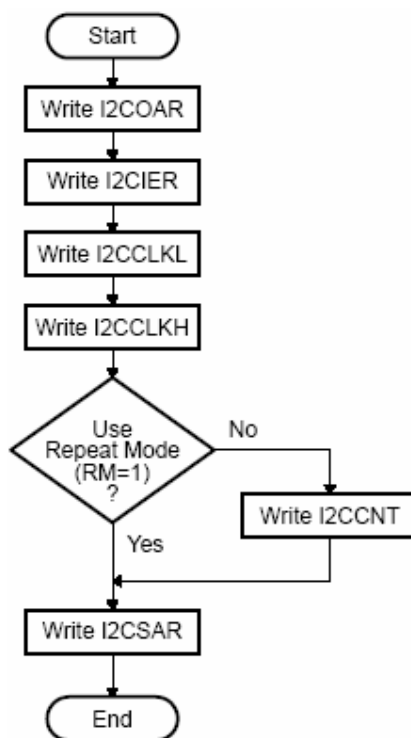 Start
Write I2COAR
Write I2CIER
Write I2CCLKL
Write I2CCLKH
Use
Repeat Mode
(RM=1)
?
No
Write I2CCNT
Yes
Write I2CSAR
End